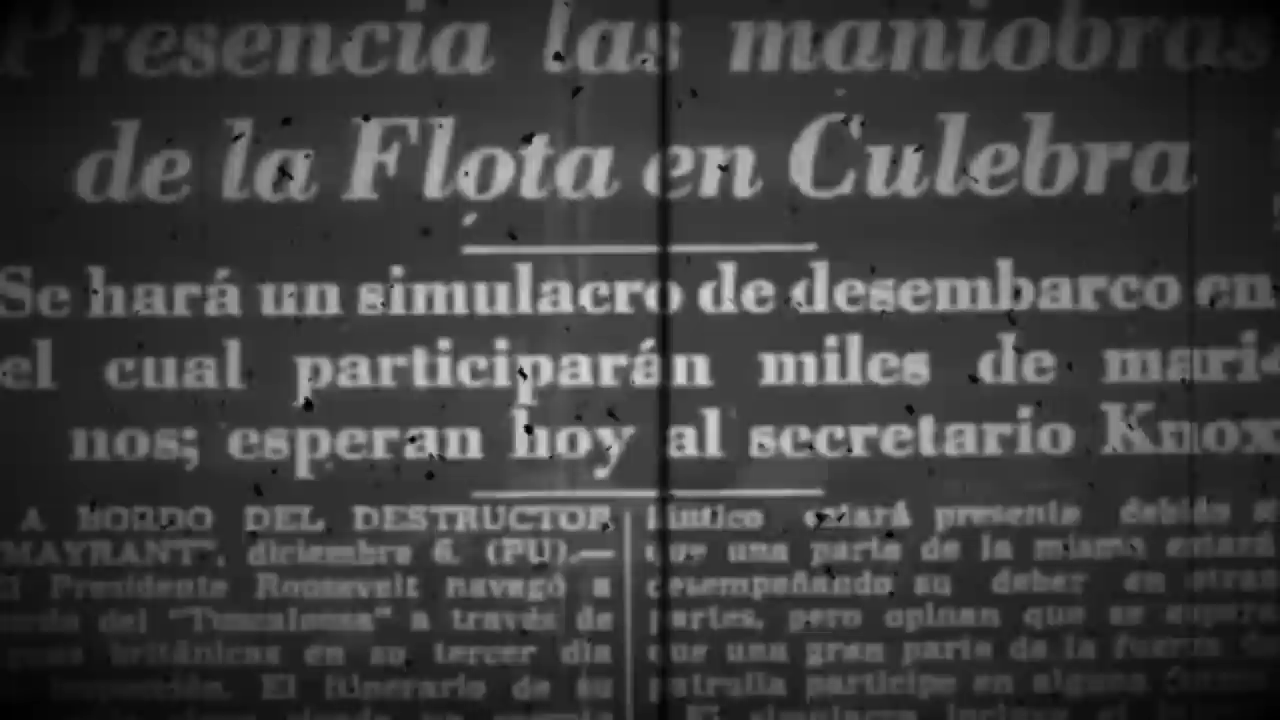 Presencia las maniobras
de la Flota en Culebra
Se hará un simulacro de desembarco en
el cual participarán miles de mari-
nos; esperan hoy al secretario Knox
A BORDO DEL DESTRUCTOR
MAYRANT", diciembre 6. (PU).—
El Presidente Roosevelt navegó a
del "Tuscaloosa" a través de
británicas en su tercer día
El itinerario de su
estará presente debido a
que una parte de la misma estará
desempeñando su deber en otras
partes, pero opinan que se espera
que una gran parte de la fuerza de
patrulla participe en alguna